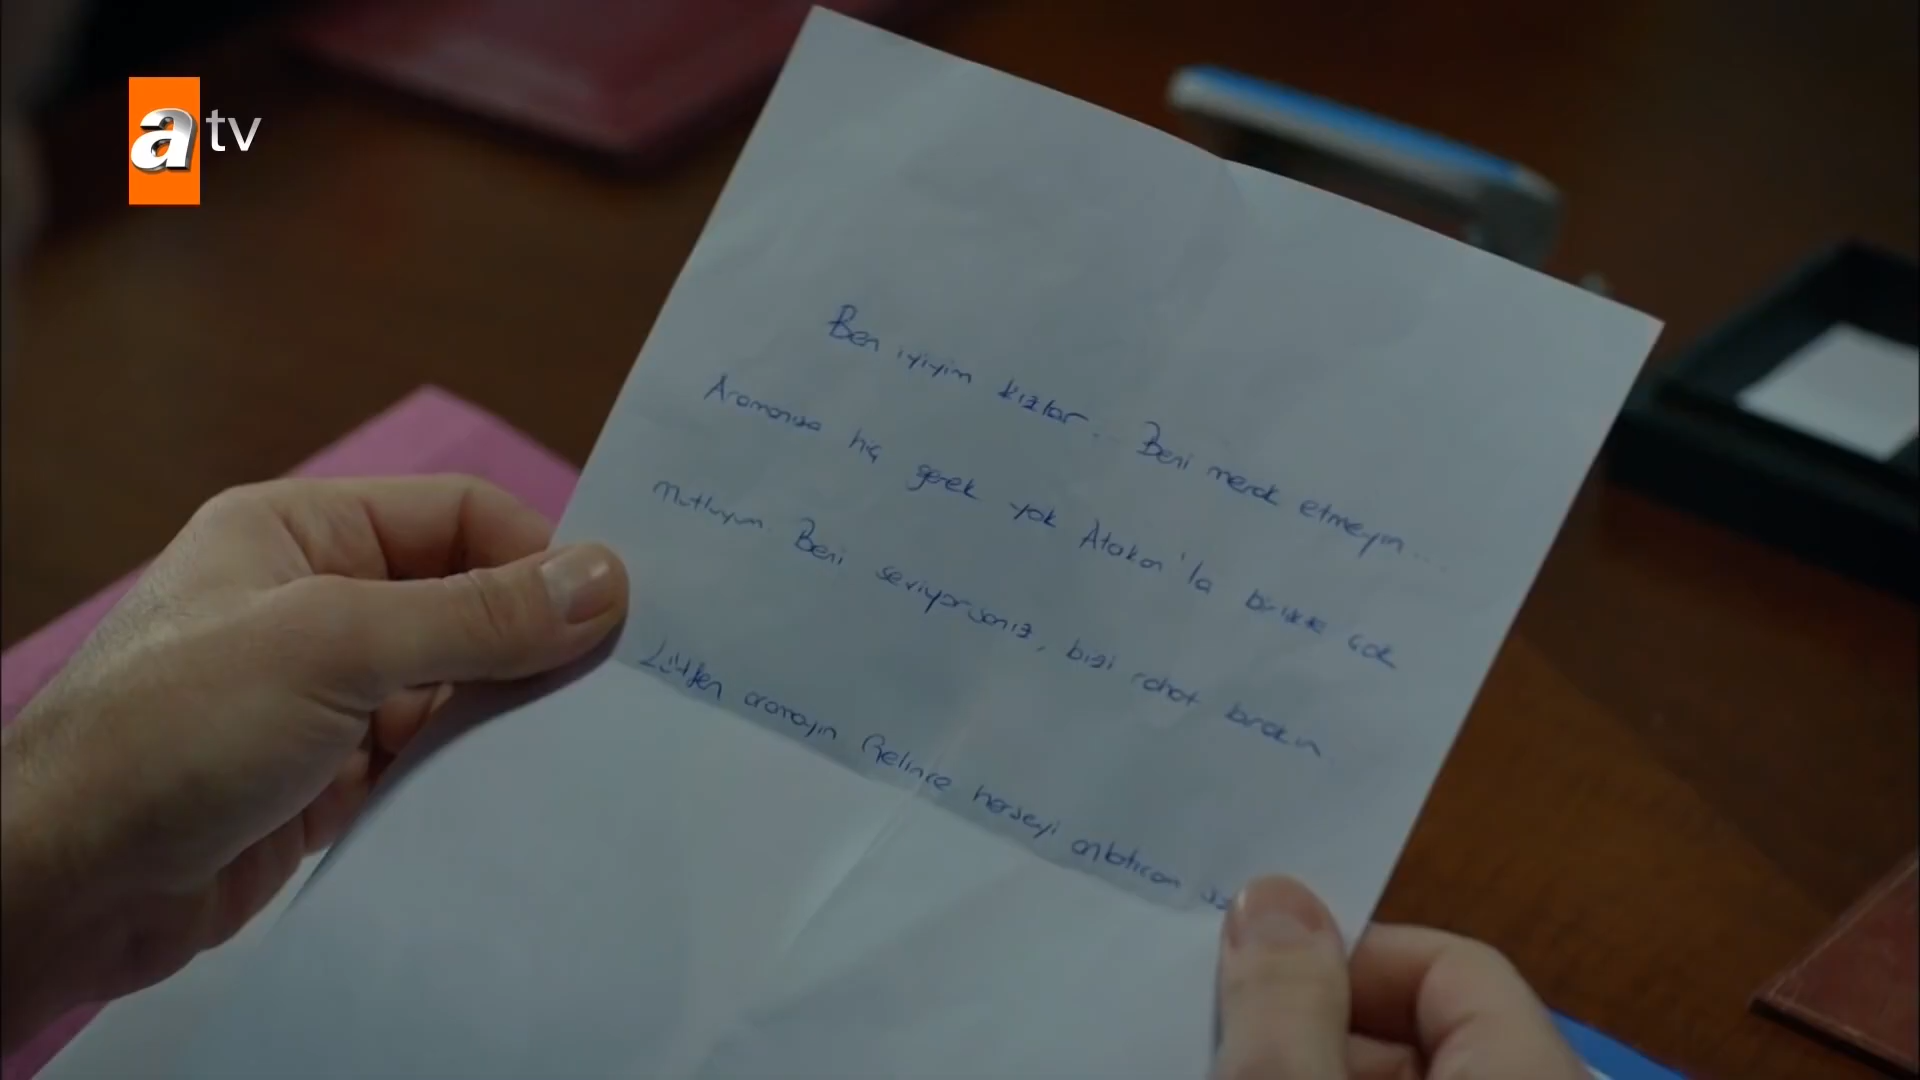 atv
Ben iyiyim kızlar.. Beni merak etmeyin...
Aramanıza hiç gerek yok Atakan'la birlikte çok
mutluyum. Beni seviyorsanız, bizi rahat bırakın.
Lütfen aramayın Gelince herşeyi anlatıcam